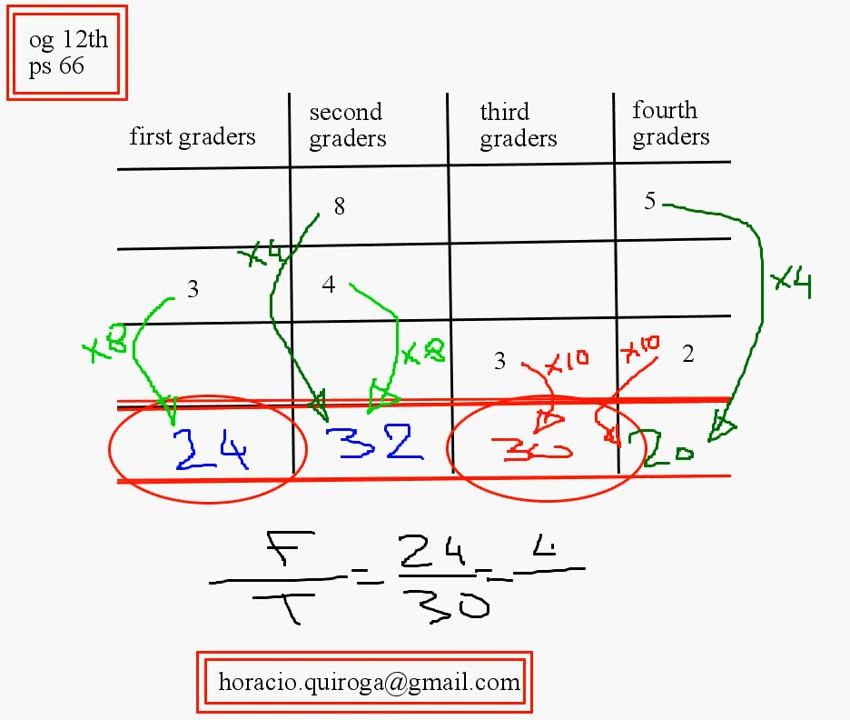 og 12th
ps 66
first graders
second
graders
third
graders
fourth
graders
8
5
x4
x4
3
4
x8
x8
3
x10
x10
2
24
32
30
20
F
T
=
24
30
=
4
horacio.quiroga@gmail.com